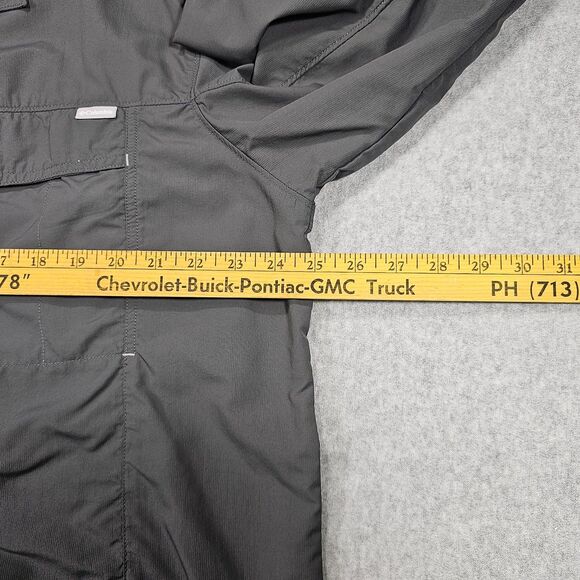 Columbia
17 18 19 20 21 22 23 24 25 26 27 28 29 30 31
78" Chevrolet-Buick-Pontiac-GMC Truck PH (713)